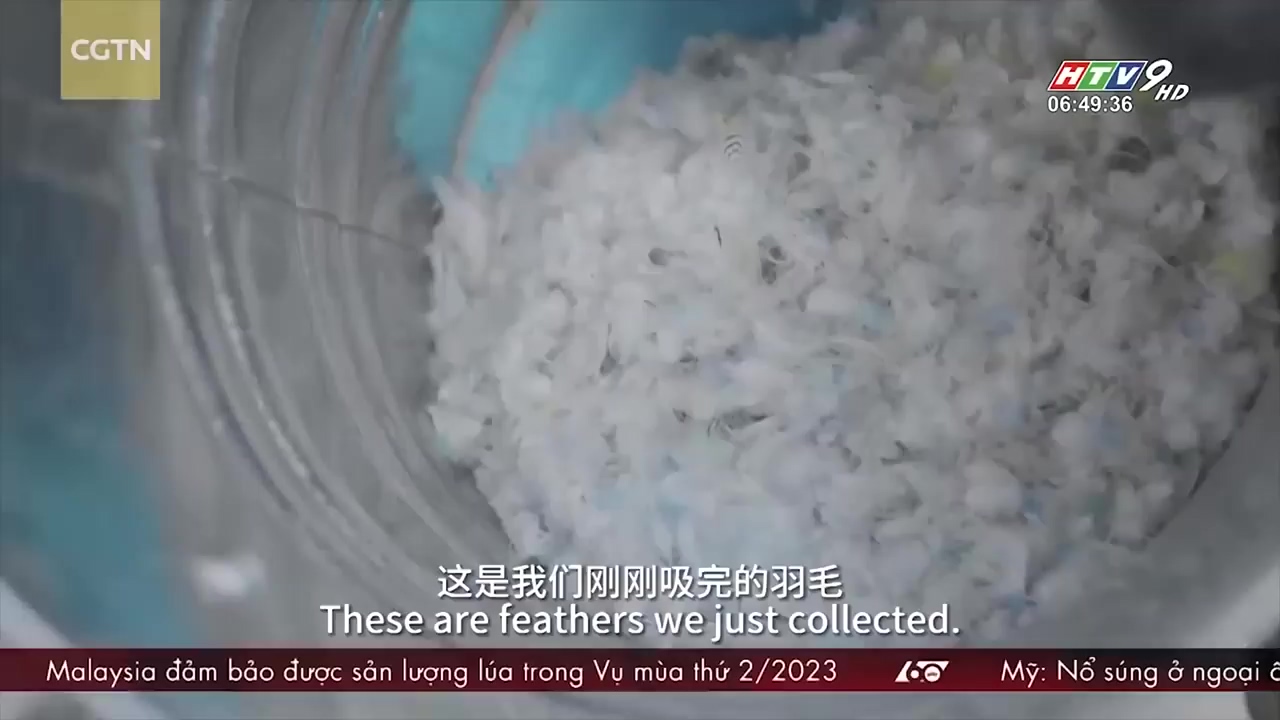 CGTN
HTV9 HD
06:49:36
这是我们刚刚吸完的羽毛
These are feathers we just collected.
Malaysia đảm bảo được sản lượng lúa trong Vụ mùa thứ 2/2023 60 Mỹ: Nổ súng ở ngoại ô